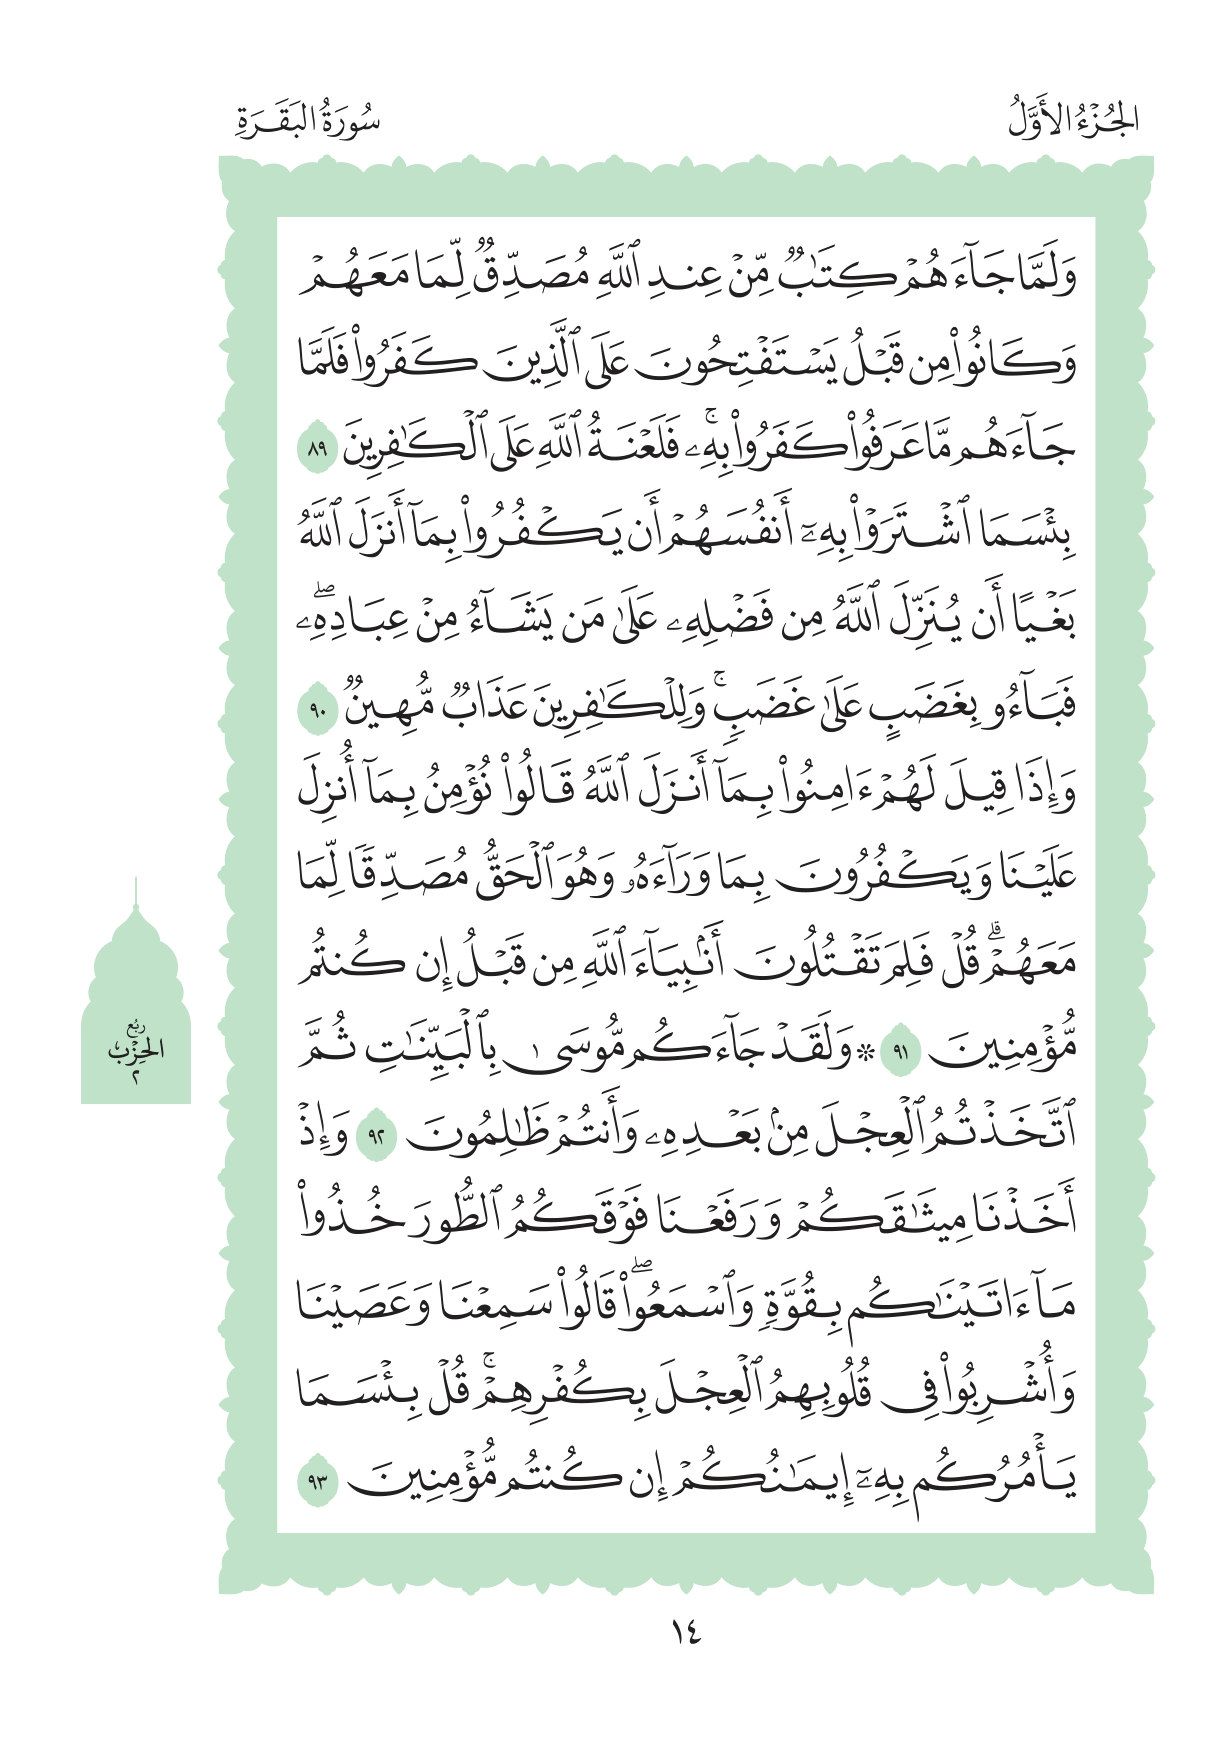 الجُزْءُ الأَوَّلُ
سُورَةُ البَقَرَةِ
وَلَمَّا جَآءَهُمْ كِتَٰبٌ مِّنْ عِندِ ٱللَّهِ مُصَدِّقٌ لِّمَا مَعَهُمْ
وَكَانُوا۟ مِن قَبْلُ يَسْتَفْتِحُونَ عَلَى ٱلَّذِينَ كَفَرُوا۟ فَلَمَّا
جَآءَهُم مَّا عَرَفُوا۟ كَفَرُوا۟ بِهِۦۚ فَلَعْنَةُ ٱللَّهِ عَلَى ٱلْكَٰفِرِينَ ٨٩
بِئْسَمَا ٱشْتَرَوْا۟ بِهِۦٓ أَنفُسَهُمْ أَن يَكْفُرُوا۟ بِمَآ أَنزَلَ ٱللَّهُ
بَغْيًا أَن يُنَزِّلَ ٱللَّهُ مِن فَضْلِهِۦ عَلَىٰ مَن يَشَآءُ مِنْ عِبَادِهِۦۖ
فَبَآءُو بِغَضَبٍ عَلَىٰ غَضَبٍۚ وَلِلْكَٰفِرِينَ عَذَابٌ مُّهِينٌ ٩٠
وَإِذَا قِيلَ لَهُمْ ءَامِنُوا۟ بِمَآ أَنزَلَ ٱللَّهُ قَالُوا۟ نُؤْمِنُ بِمَآ أُنزِلَ
عَلَيْنَا وَيَكْفُرُونَ بِمَا وَرَآءَهُۥ وَهُوَ ٱلْحَقُّ مُصَدِّقًا لِّمَا
مَعَهُمْۗ قُلْ فَلِمَ تَقْتُلُونَ أَنۢبِيَآءَ ٱللَّهِ مِن قَبْلُ إِن كُنتُم
مُّؤْمِنِينَ ٩١ ۞ وَلَقَدْ جَآءَكُم مُّوسَىٰ بِٱلْبَيِّنَٰتِ ثُمَّ
ٱتَّخَذْتُمُ ٱلْعِجْلَ مِنۢ بَعْدِهِۦ وَأَنتُمْ ظَٰلِمُونَ ٩٢ وَإِذْ
أَخَذْنَا مِيثَٰقَكُمْ وَرَفَعْنَا فَوْقَكُمُ ٱلطُّورَ خُذُوا۟
مَآ ءَاتَيْنَٰكُم بِقُوَّةٍ وَٱسْمَعُوا۟ۖ قَالُوا۟ سَمِعْنَا وَعَصَيْنَا
وَأُشْرِبُوا۟ فِى قُلُوبِهِمُ ٱلْعِجْلَ بِكُفْرِهِمْۚ قُلْ بِئْسَمَا
يَأْمُرُكُم بِهِۦٓ إِيمَٰنُكُمْ إِن كُنتُم مُّؤْمِنِينَ ٩٣
رُبُع
الحِزْب
٢
١٤